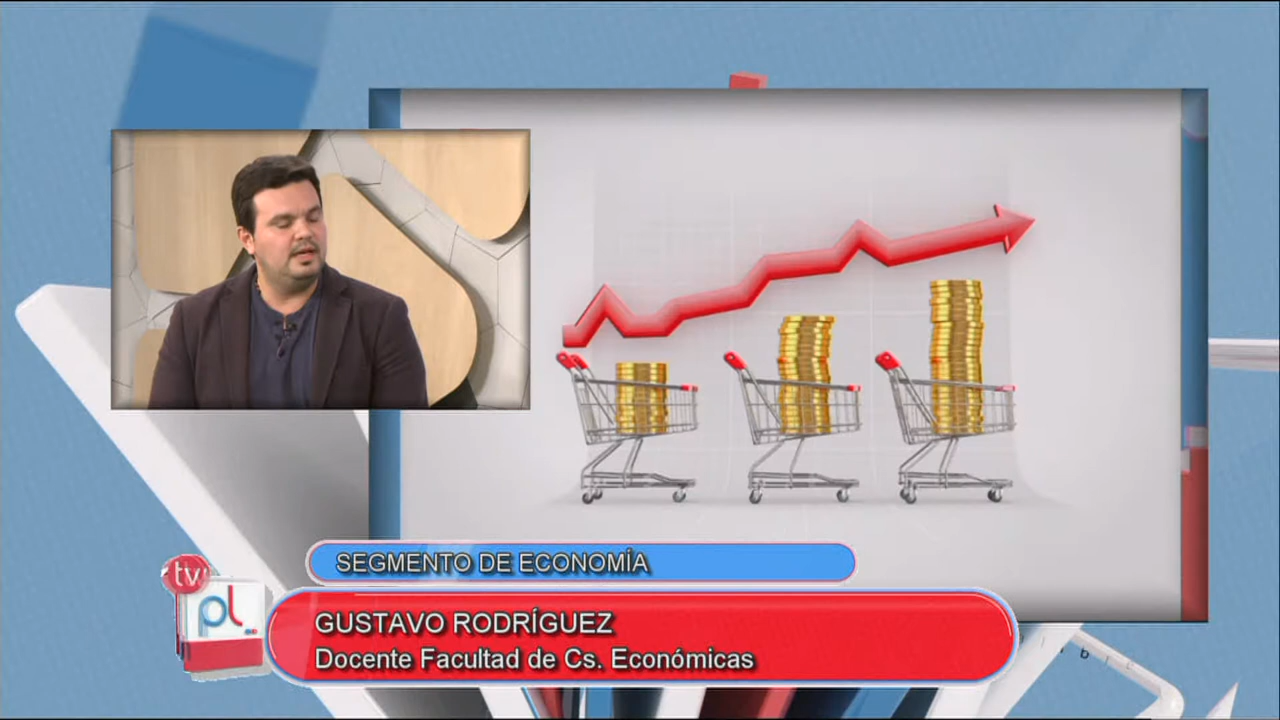 SEGMENTO DE ECONOMÍA
tv
pl
GUSTAVO RODRÍGUEZ
Docente Facultad de Cs. Económicas